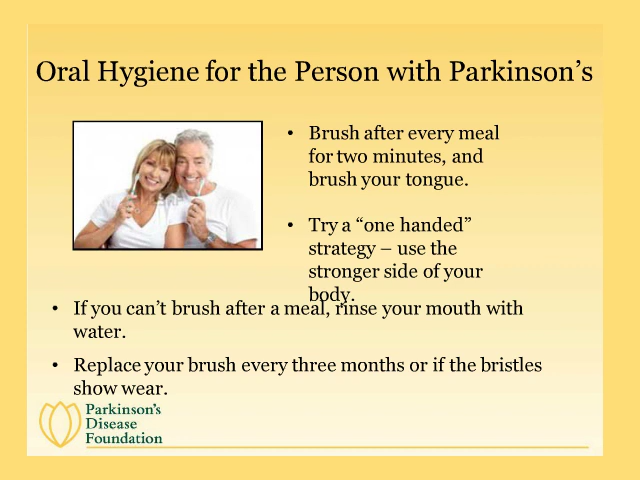 Oral Hygiene for the Person with Parkinson's
• Brush after every meal
for two minutes, and
brush your tongue.
• Try a “one handed”
strategy – use the
stronger side of your
body.
• If you can't brush after a meal, rinse your mouth with
water.
• Replace your brush every three months or if the bristles
show wear.
Parkinson's
Disease
Foundation